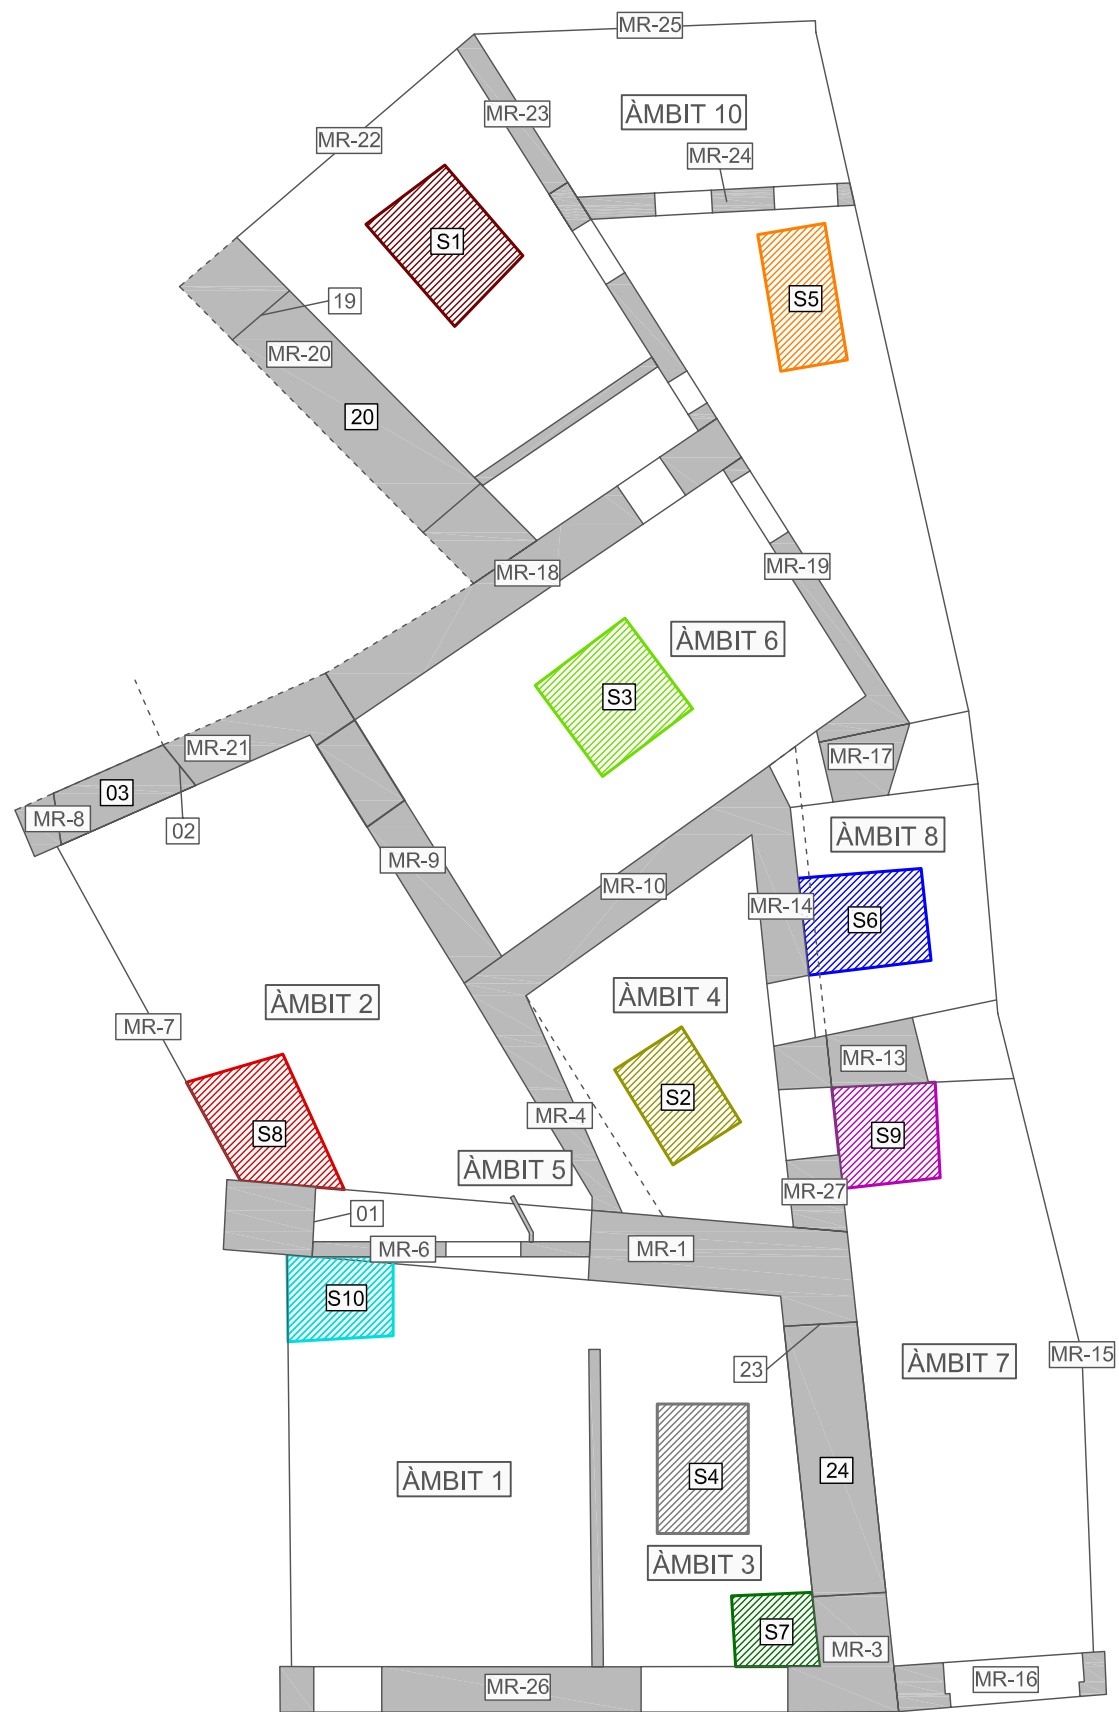 MR-25
MR-23
ÀMBIT 10
MR-22
MR-24
S1
S5
19
MR-20
20
MR-18
MR-19
ÀMBIT 6
S3
MR-21
MR-17
03
MR-8
02
ÀMBIT 8
MR-9
MR-10
MR-14
S6
ÀMBIT 2
ÀMBIT 4
MR-7
MR-13
S2
MR-4
S8
S9
ÀMBIT 5
MR-27
01
MR-6
MR-1
S10
23
ÀMBIT 7
MR-15
ÀMBIT 1
S4
24
ÀMBIT 3
S7
MR-3
MR-26
MR-16